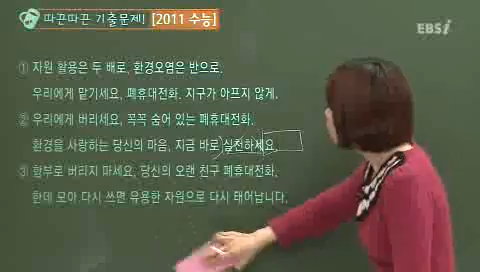 따끈따끈 기출문제! [2011 수능]
EBSi
① 자원 활용은 두 배로, 환경오염은 반으로.
우리에게 맡기세요, 폐휴대전화. 지구가 아프지 않게.
② 우리에게 버리세요, 꼭꼭 숨어 있는 폐휴대전화.
환경을 사랑하는 당신의 마음, 지금 바로 실천하세요.
③ 함부로 버리지 마세요, 당신의 오랜 친구 폐휴대전화.
한데 모아 다시 쓰면 유용한 자원으로 다시 태어납니다.